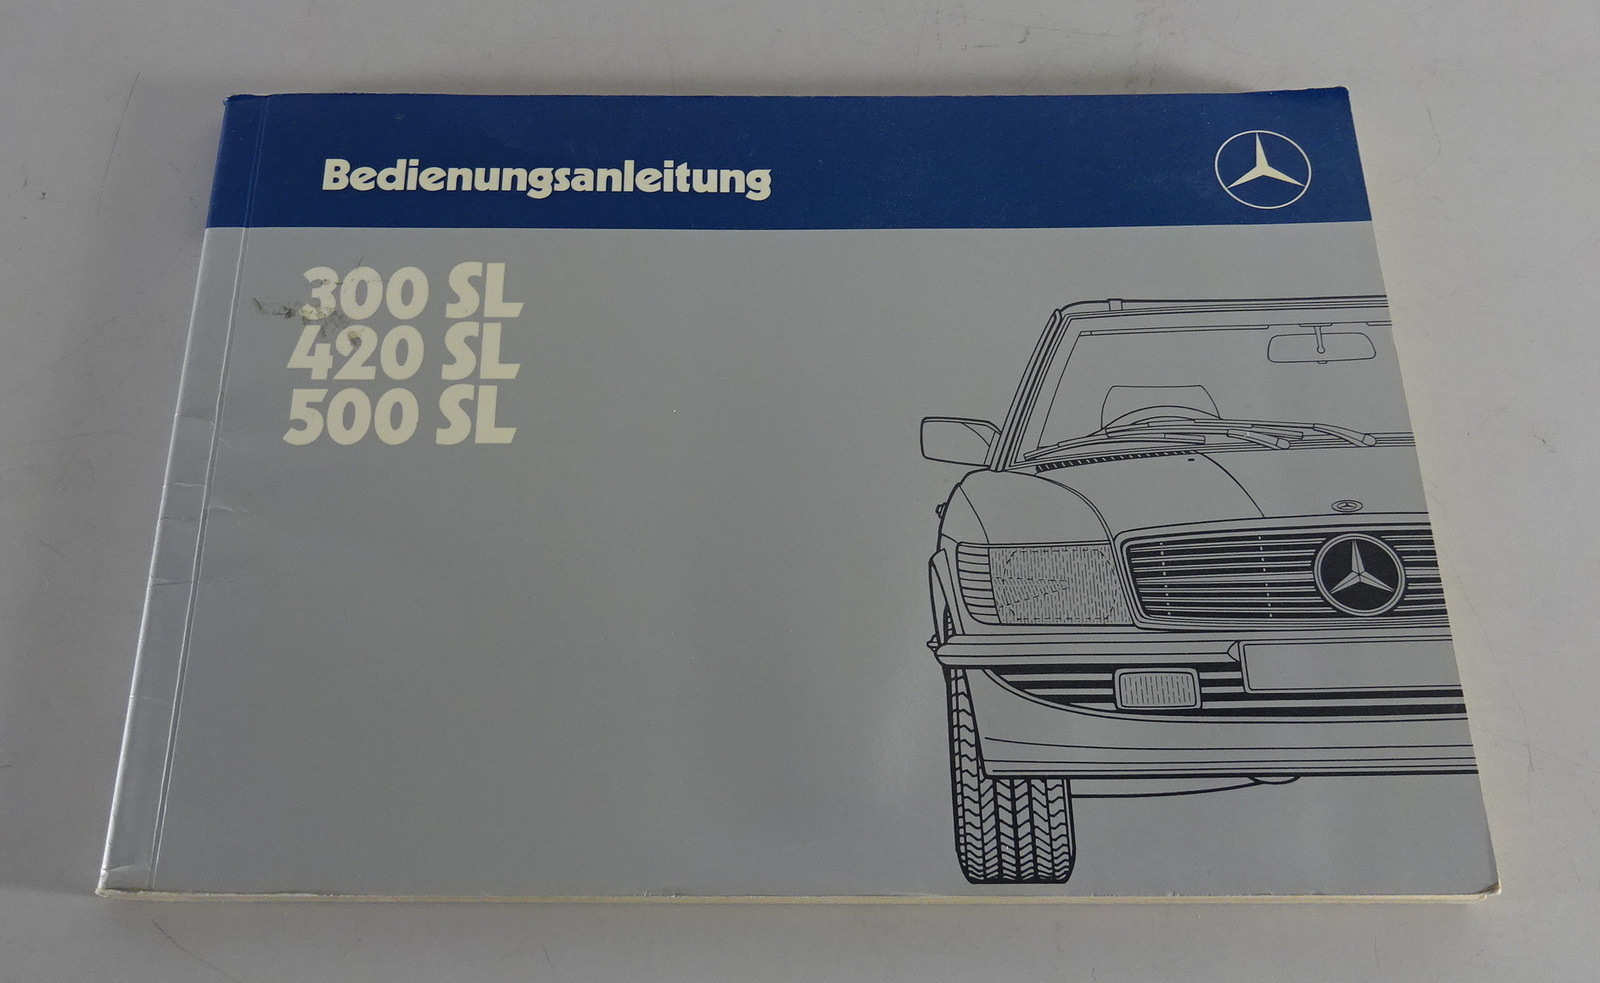 Bedienungsanleitung
300 SL
420 SL
500 SL